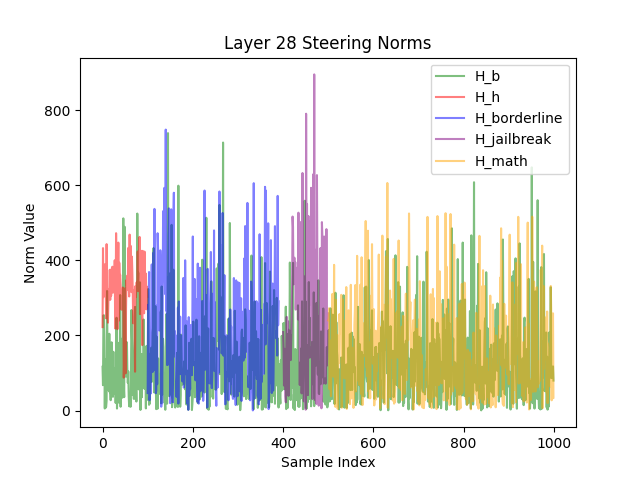 Layer 28 Steering Norms
H_b
H_h
H_borderline
H_jailbreak
H_math
Norm Value
800
600
400
200
0
0 200 400 600 800 1000
Sample Index